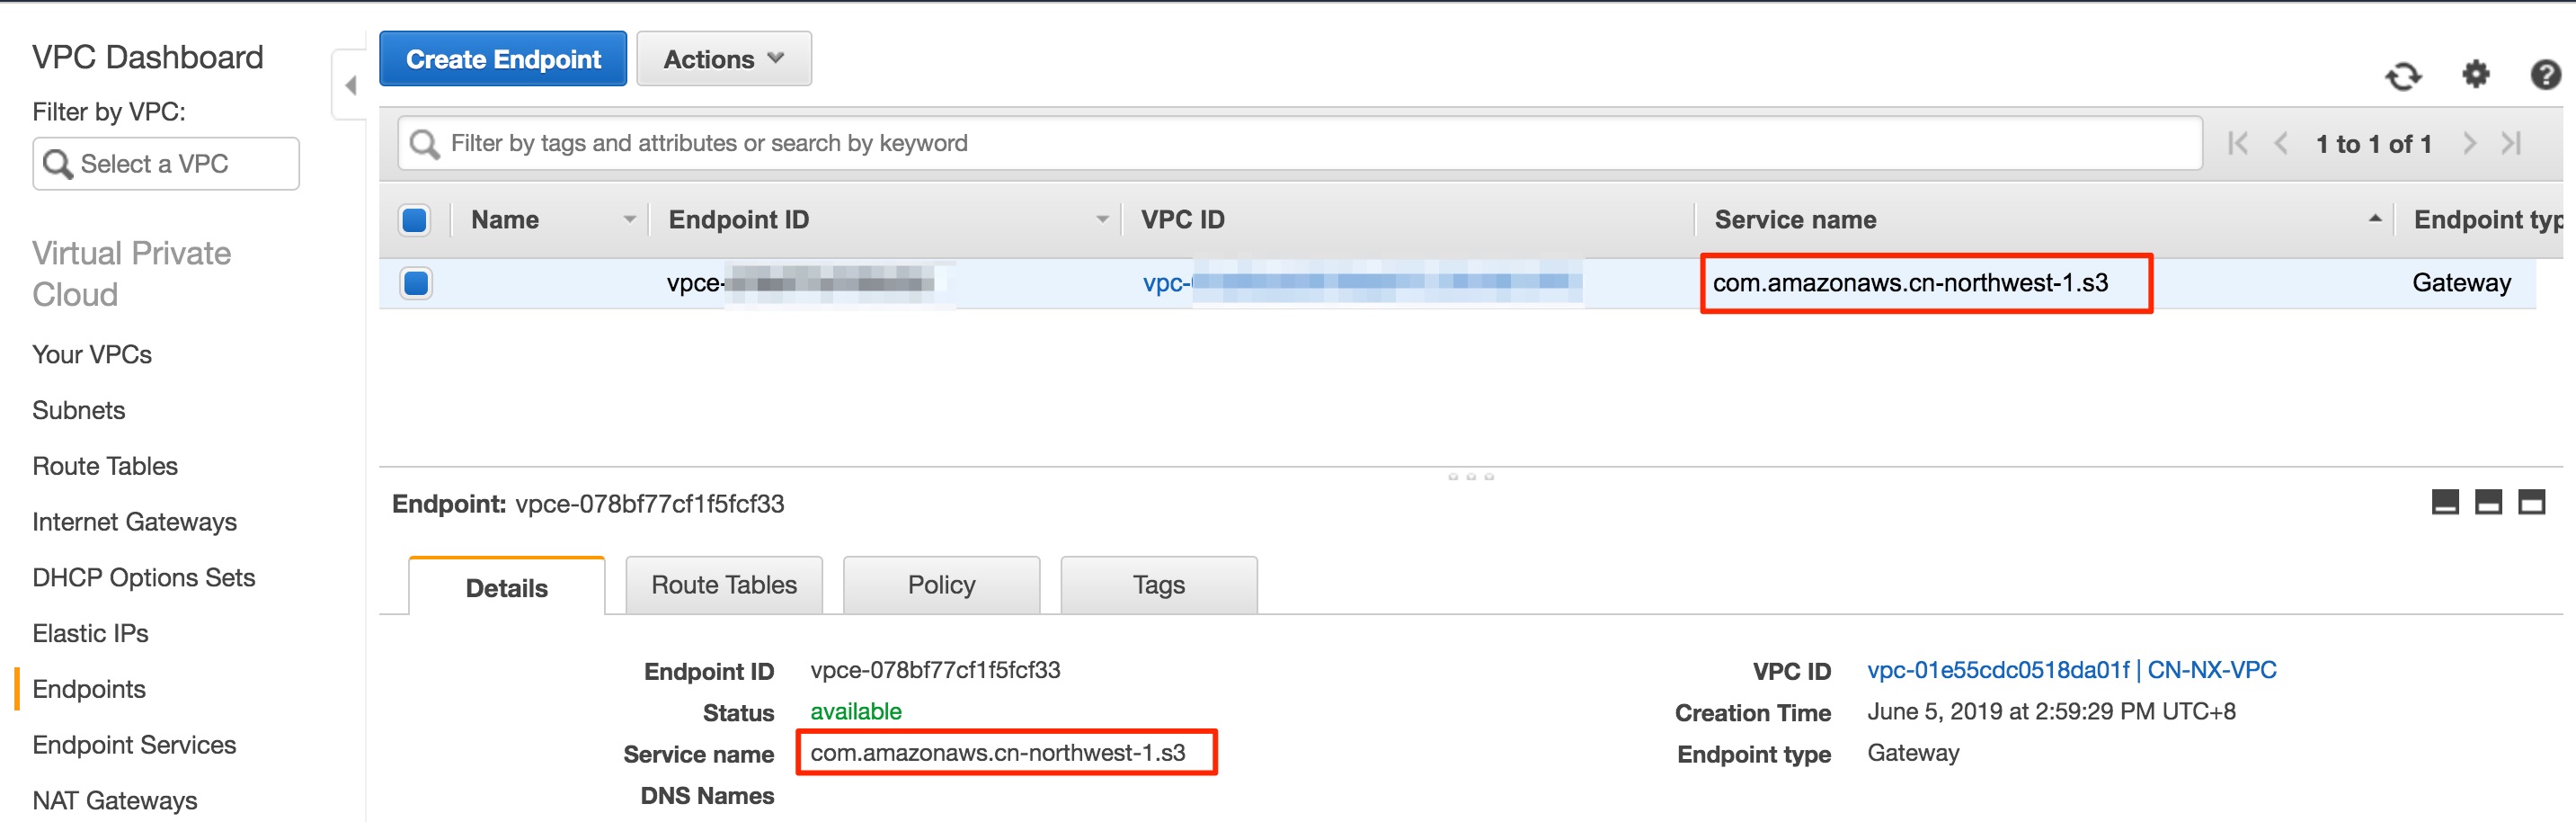 VPC Dashboard
Filter by VPC:
Select a VPC
Virtual Private
Cloud
Your VPCs
Subnets
Route Tables
Internet Gateways
DHCP Options Sets
Elastic IPs
Endpoints
Endpoint Services
NAT Gateways
Create Endpoint Actions
Filter by tags and attributes or search by keyword 1 to 1 of 1
Name Endpoint ID VPC ID Service name Endpoint typ
vpce- vpc- com.amazonaws.cn-northwest-1.s3 Gateway
Endpoint: vpce-078bf77cf1f5fcf33
Details Route Tables Policy Tags
Endpoint ID vpce-078bf77cf1f5fcf33 VPC ID vpc-01e55cdc0518da01f | CN-NX-VPC
Status available Creation Time June 5, 2019 at 2:59:29 PM UTC+8
Service name com.amazonaws.cn-northwest-1.s3 Endpoint type Gateway
DNS Names